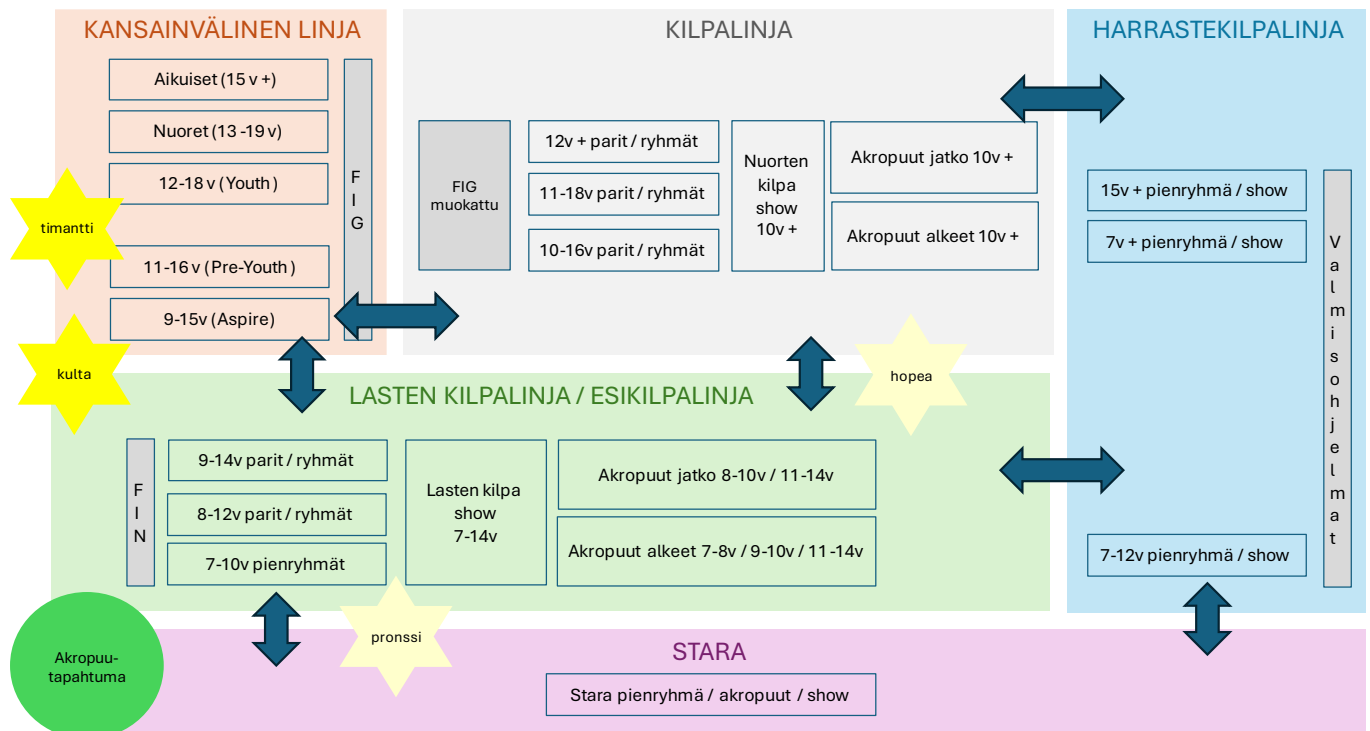 KANSAINVÄLINEN LINJA
Aikuiset (15 v +)
Nuoret (13 -19 v)
12-18 v (Youth)
11-16 v (Pre-Youth)
9-15v (Aspire)
F
I
G
timantti
kulta
KILPALINJA
FIG
muokattu
12v + parit / ryhmät
11-18v parit / ryhmät
10-16v parit / ryhmät
Nuorten
kilpa
show
10v +
Akropuut jatko 10v +
Akropuut alkeet 10v +
hopea
HARRASTEKILPALINJA
15v + pienryhmä / show
7v + pienryhmä / show
7-12v pienryhmä / show
V
a
l
m
i
s
o
h
j
e
l
m
a
t
LASTEN KILPALINJA / ESIKILPALINJA
F
I
N
9-14v parit / ryhmät
8-12v parit / ryhmät
7-10v pienryhmät
Lasten kilpa
show
7-14v
Akropuut jatko 8-10v / 11-14v
Akropuut alkeet 7-8v / 9-10v / 11-14v
pronssi
Akropuu-
tapahtuma
STARA
Stara pienryhmä / akropuut / show